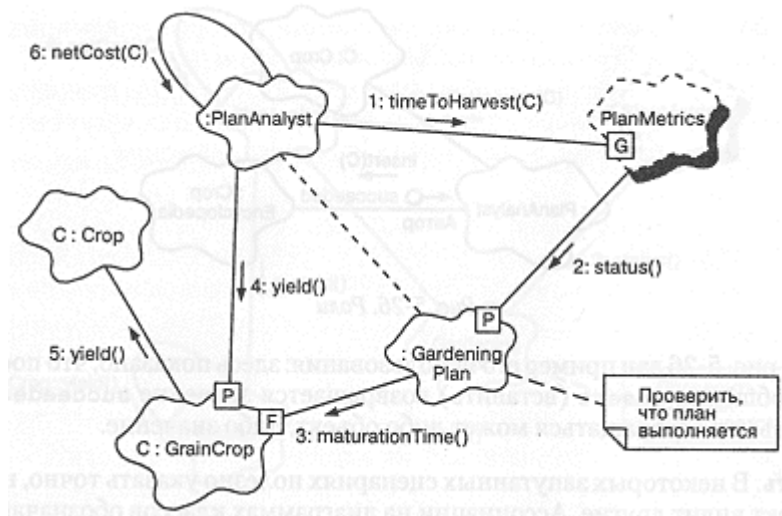 6: netCost(C)
:PlanAnalyst
1: timeToHarvest(C)
PlanMetrics
G
C : Crop
4: yield()
2: status()
P
: Gardening
Plan
5: yield()
P
F
C : GrainCrop
3: maturationTime()
Проверить,
что план
выполняется